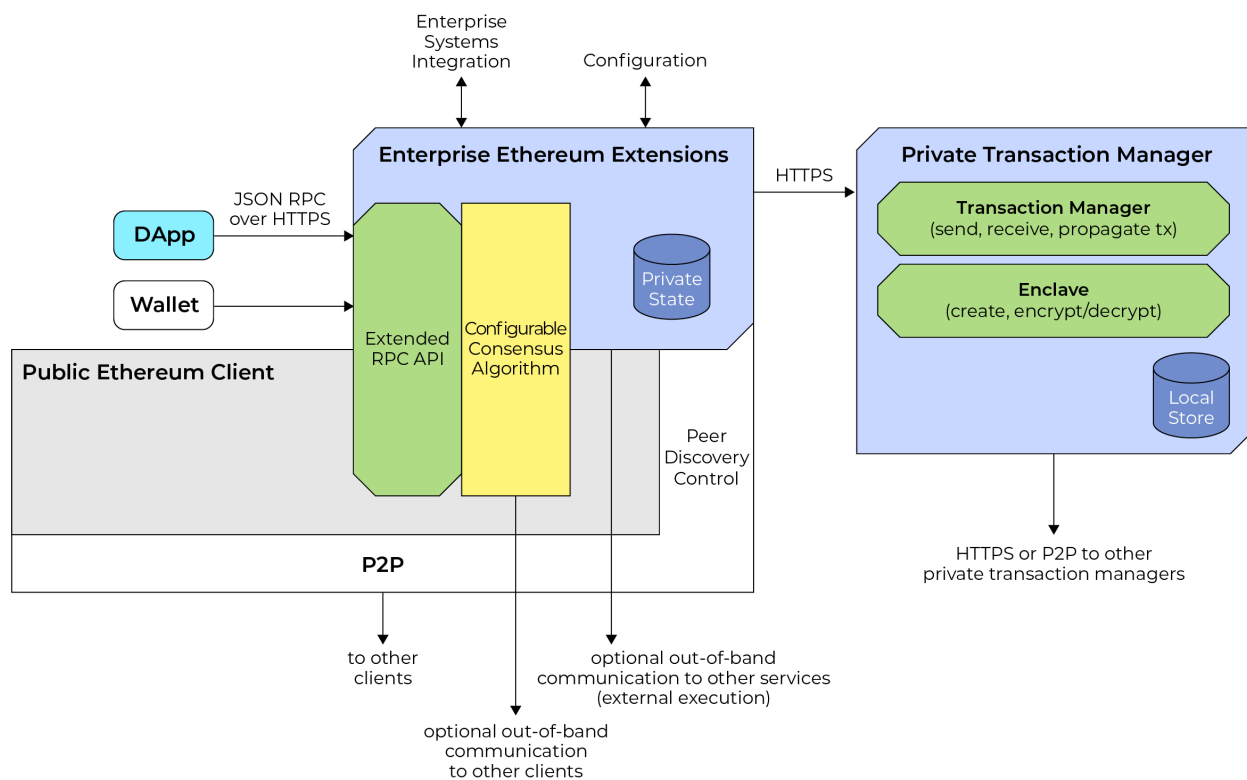 Enterprise
Systems
Integration
Configuration
Enterprise Ethereum Extensions
Private Transaction Manager
HTTPS
JSON RPC
over HTTPS
DApp
Wallet
Transaction Manager
(send, receive, propagate tx)
Enclave
(create, encrypt/decrypt)
Private
State
Extended
RPC API
Configurable
Consensus
Algorithm
Public Ethereum Client
Local
Store
Peer
Discovery
Control
P2P
HTTPS or P2P to other
private transaction managers
to other
clients
optional out-of-band
communication to other services
(external execution)
optional out-of-band
communication
to other clients